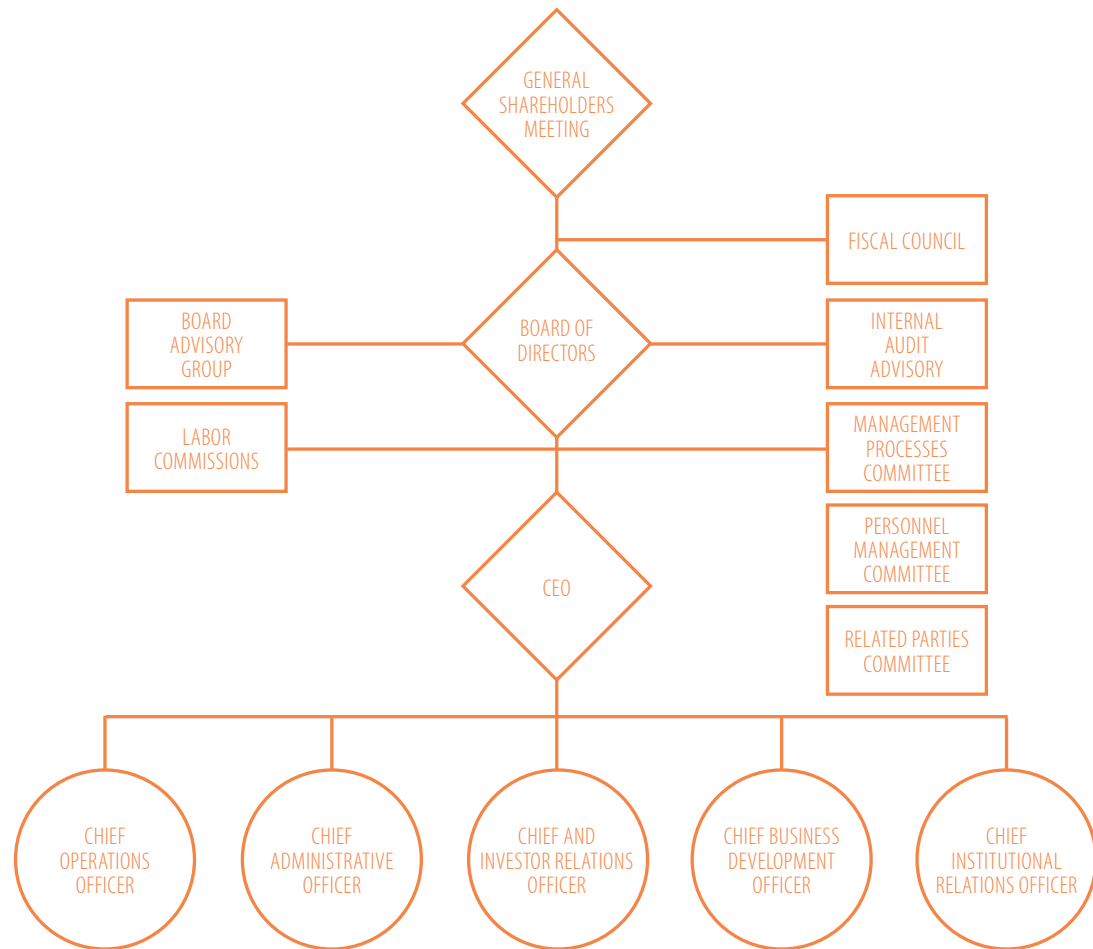 GENERAL
SHAREHOLDERS
MEETING
FISCAL COUNCIL
BOARD
ADVISORY
GROUP
BOARD OF
DIRECTORS
INTERNAL
AUDIT
ADVISORY
LABOR
COMMISSIONS
MANAGEMENT
PROCESSES
COMMITTEE
PERSONNEL
MANAGEMENT
COMMITTEE
CEO
RELATED PARTIES
COMMITTEE
CHIEF
OPERATIONS
OFFICER
CHIEF
ADMINISTRATIVE
OFFICER
CHIEF AND
INVESTOR RELATIONS
OFFICER
CHIEF BUSINESS
DEVELOPMENT
OFFICER
CHIEF
INSTITUTIONAL
RELATIONS OFFICER